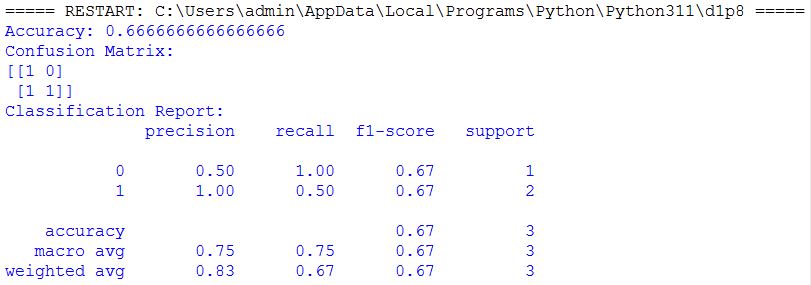 ===== RESTART: C:\Users\admin\AppData\Local\Programs\Python\Python311\d1p8 =====
Accuracy: 0.6666666666666666
Confusion Matrix:
[[1 0]
 [1 1]]
Classification Report:
              precision    recall  f1-score   support

           0       0.50      1.00      0.67         1
           1       1.00      0.50      0.67         2

    accuracy                           0.67         3
   macro avg       0.75      0.75      0.67         3
weighted avg       0.83      0.67      0.67         3